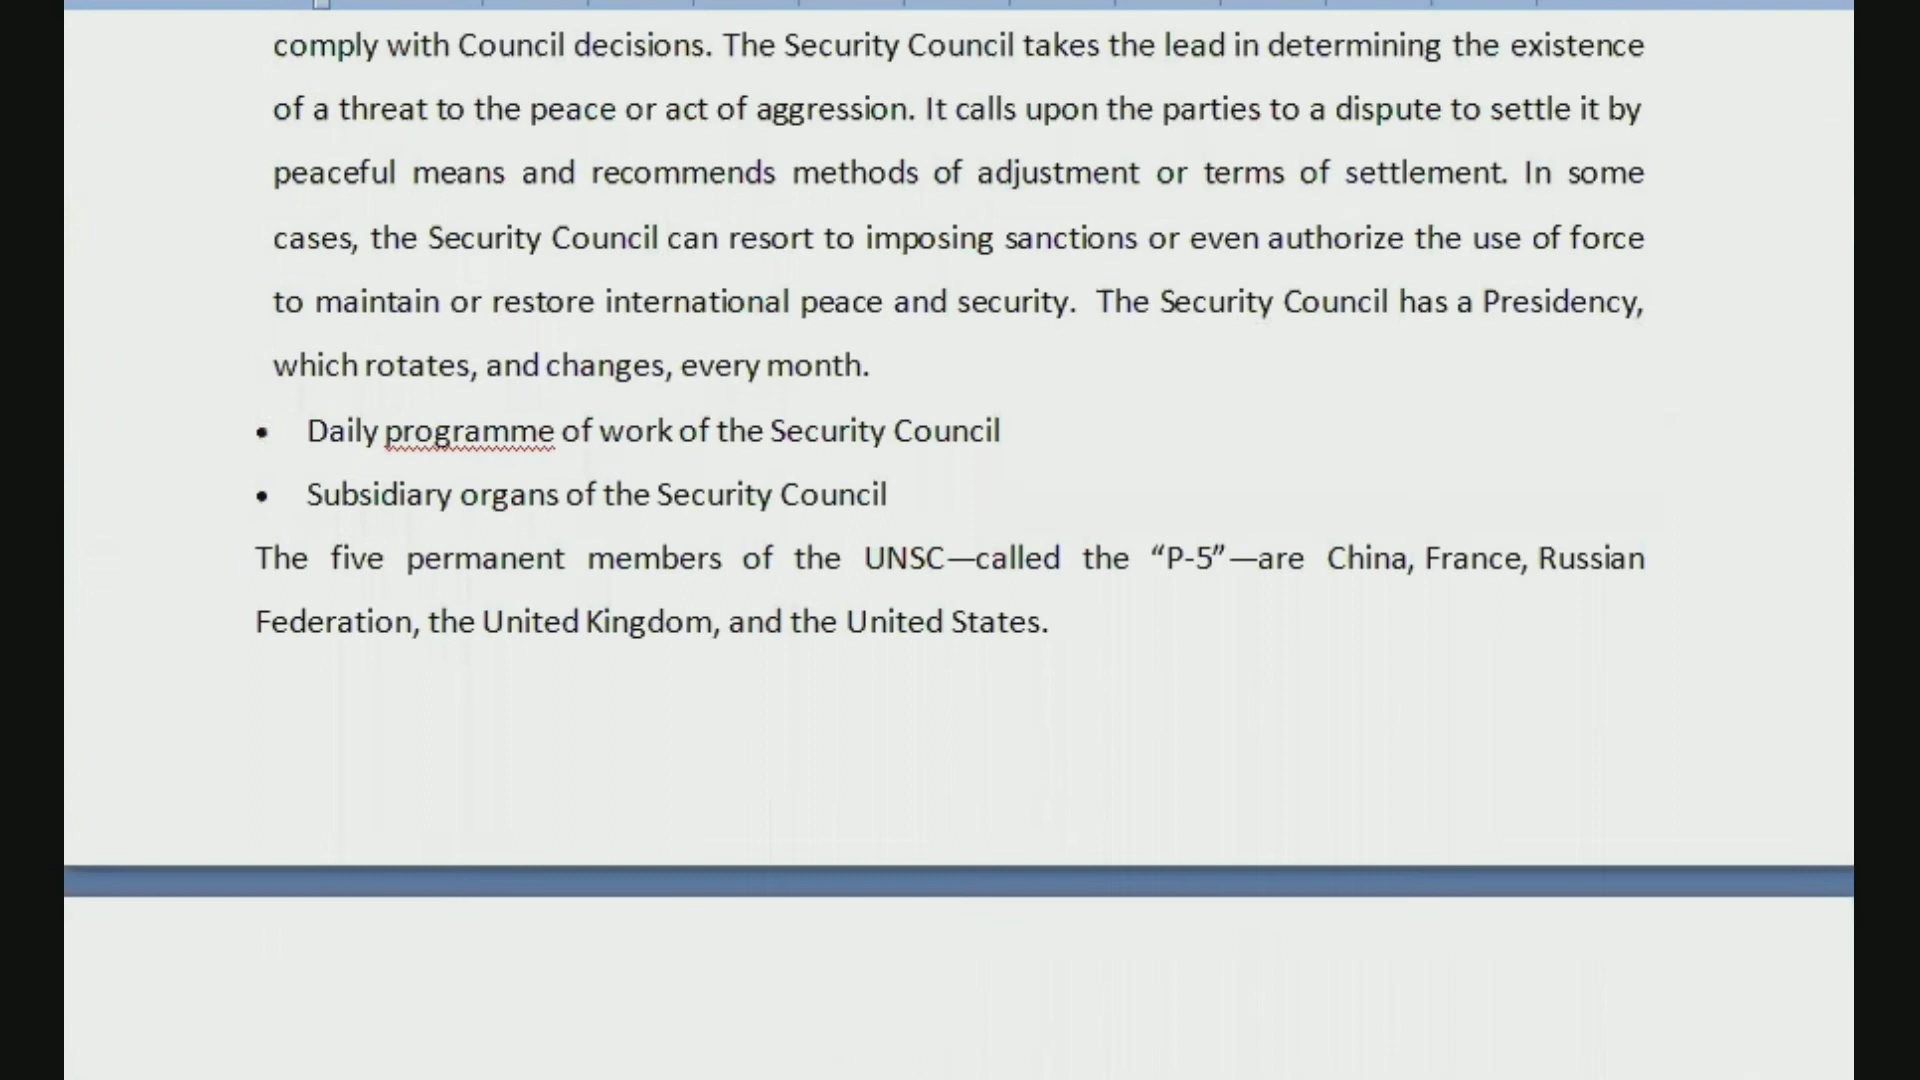 comply with Council decisions. The Security Council takes the lead in determining the existence
of a threat to the peace or act of aggression. It calls upon the parties to a dispute to settle it by
peaceful means and recommends methods of adjustment or terms of settlement. In some
cases, the Security Council can resort to imposing sanctions or even authorize the use of force
to maintain or restore international peace and security.  The Security Council has a Presidency,
which rotates, and changes, every month.
• Daily programme of work of the Security Council
• Subsidiary organs of the Security Council
The five permanent members of the UNSC—called the “P-5”—are China, France, Russian
Federation, the United Kingdom, and the United States.